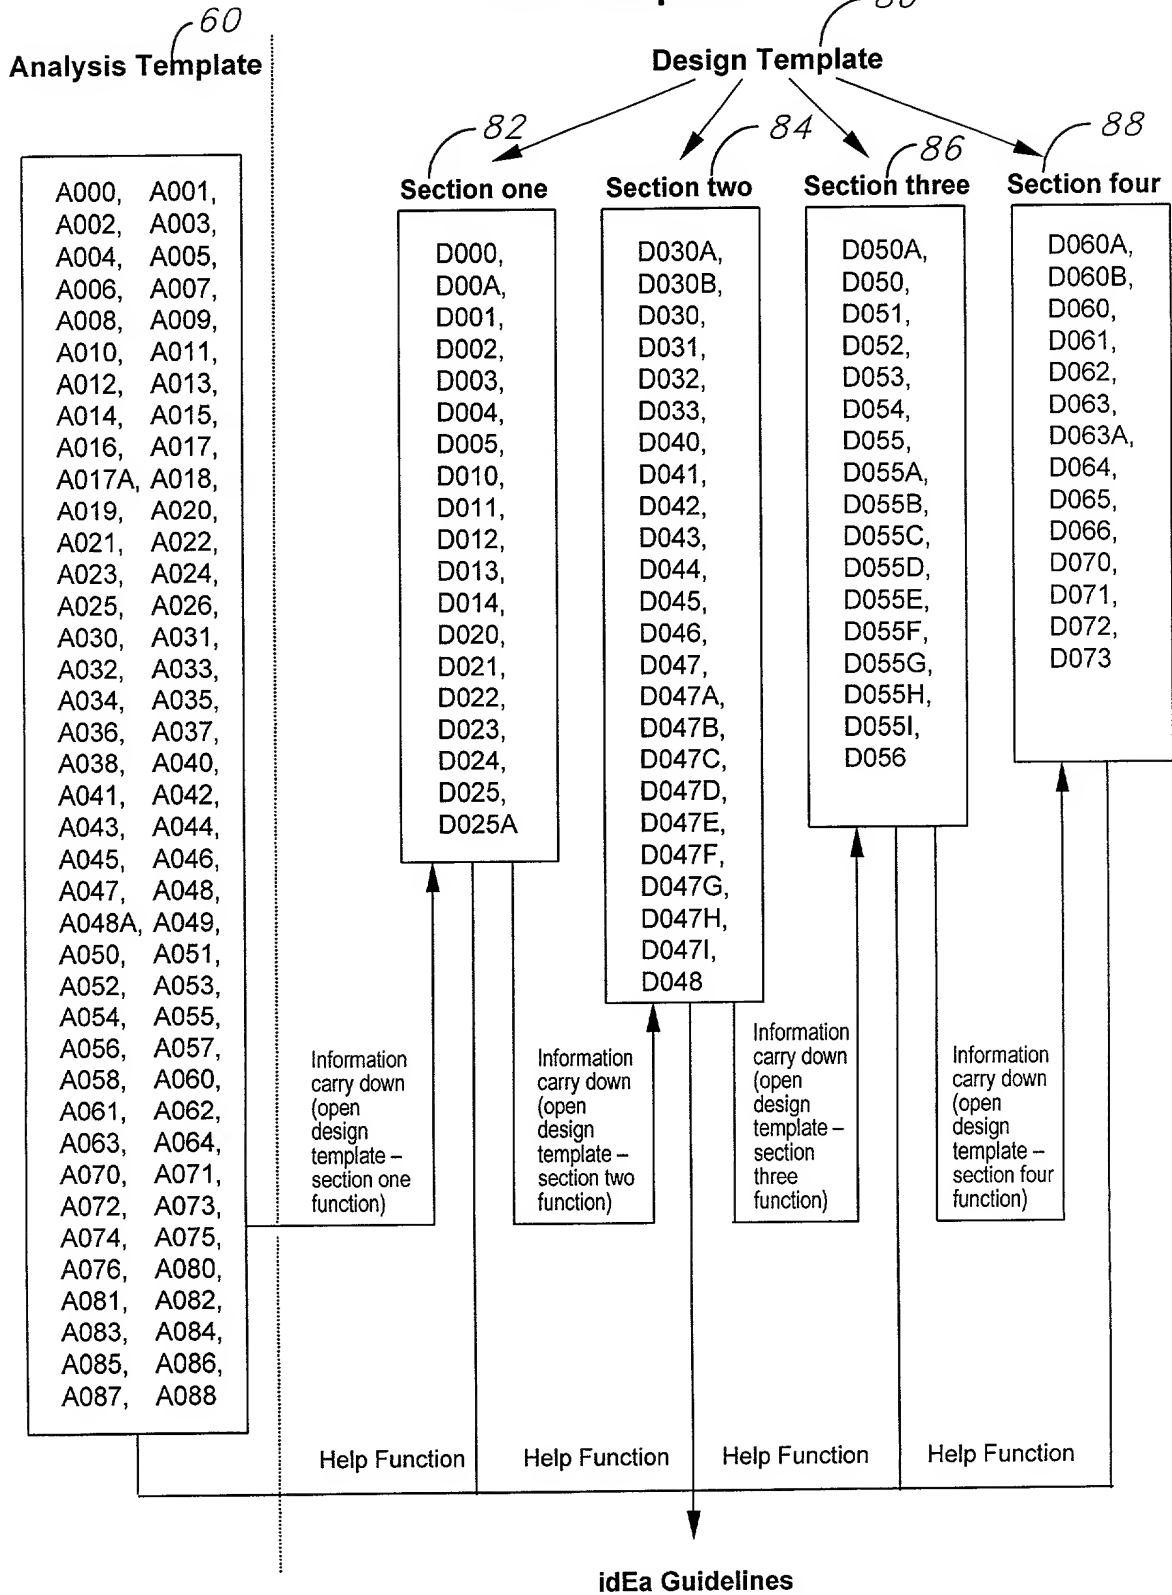 60
Analysis Template
A000, A001,
A002, A003,
A004, A005,
A006, A007,
A008, A009,
A010, A011,
A012, A013,
A014, A015,
A016, A017,
A017A, A018,
A019, A020,
A021, A022,
A023, A024,
A025, A026,
A030, A031,
A032, A033,
A034, A035,
A036, A037,
A038, A040,
A041, A042,
A043, A044,
A045, A046,
A047, A048,
A048A, A049,
A050, A051,
A052, A053,
A054, A055,
A056, A057,
A058, A060,
A061, A062,
A063, A064,
A070, A071,
A072, A073,
A074, A075,
A076, A080,
A081, A082,
A083, A084,
A085, A086,
A087, A088
Design Template
82
Section one
D000,
D00A,
D001,
D002,
D003,
D004,
D005,
D010,
D011,
D012,
D013,
D014,
D020,
D021,
D022,
D023,
D024,
D025,
D025A
84
Section two
D030A,
D030B,
D030,
D031,
D032,
D033,
D040,
D041,
D042,
D043,
D044,
D045,
D046,
D047,
D047A,
D047B,
D047C,
D047D,
D047E,
D047F,
D047G,
D047H,
D047I,
D048
86
Section three
D050A,
D050,
D051,
D052,
D053,
D054,
D055,
D055A,
D055B,
D055C,
D055D,
D055E,
D055F,
D055G,
D055H,
D055I,
D056
88
Section four
D060A,
D060B,
D060,
D061,
D062,
D063,
D063A,
D064,
D065,
D066,
D070,
D071,
D072,
D073
Information
carry down
(open
design
template –
section one
function)
Information
carry down
(open
design
template –
section two
function)
Information
carry down
(open
design
template –
section
three
function)
Information
carry down
(open
design
template –
section four
function)
Help Function
Help Function
Help Function
Help Function
idEa Guidelines